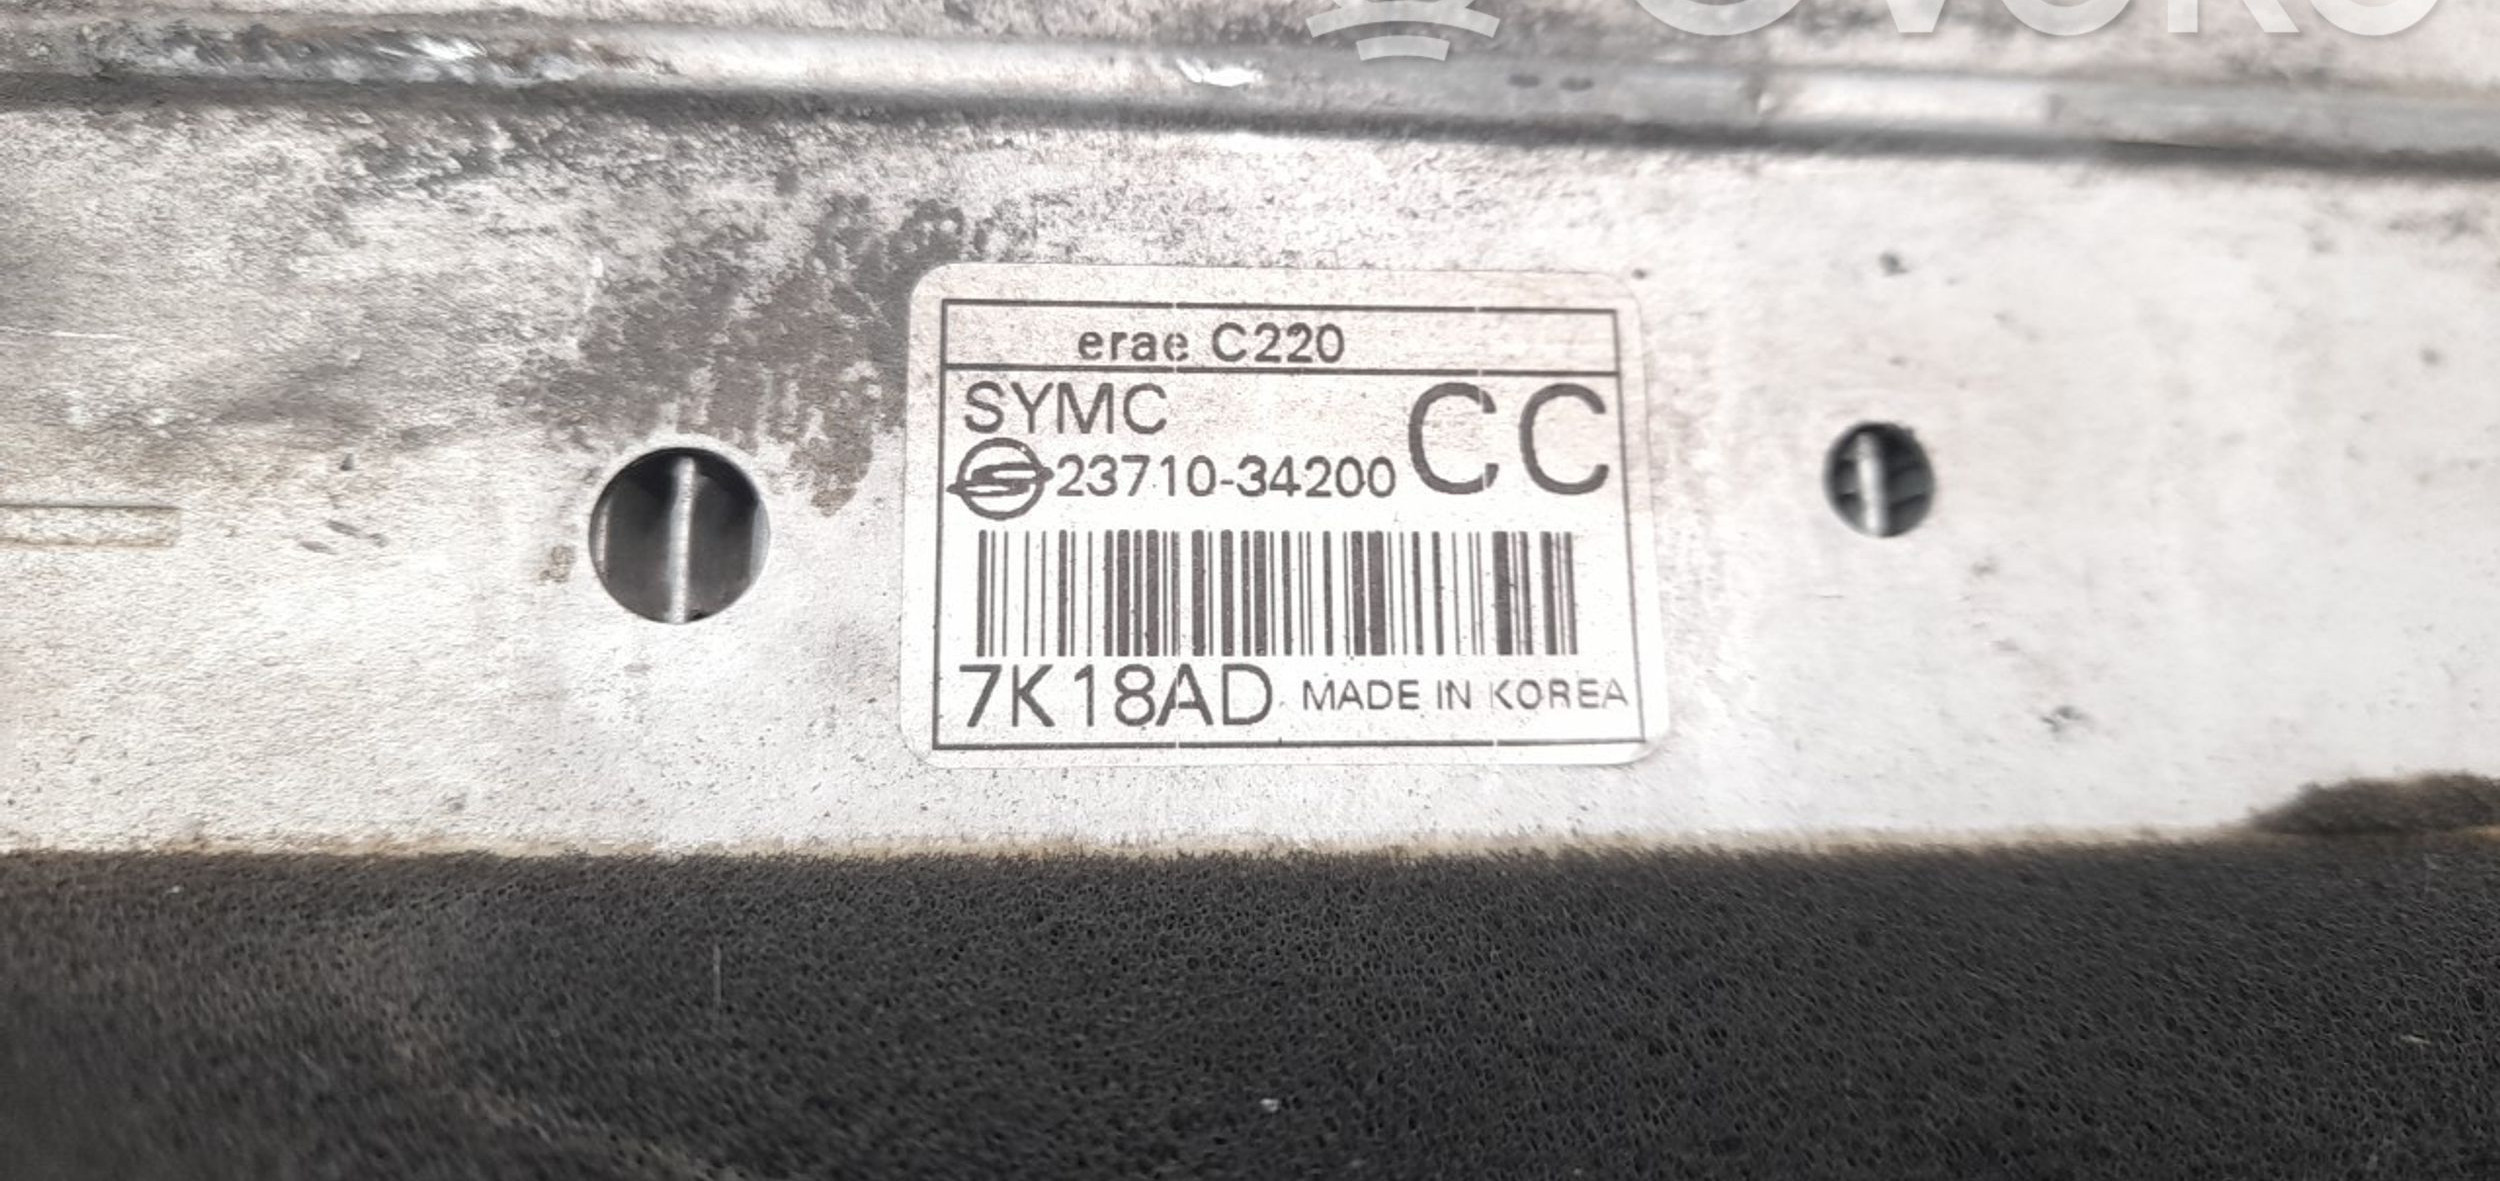 erae C220
SYMC
CC
23710-34200
7K18AD MADE IN KOREA